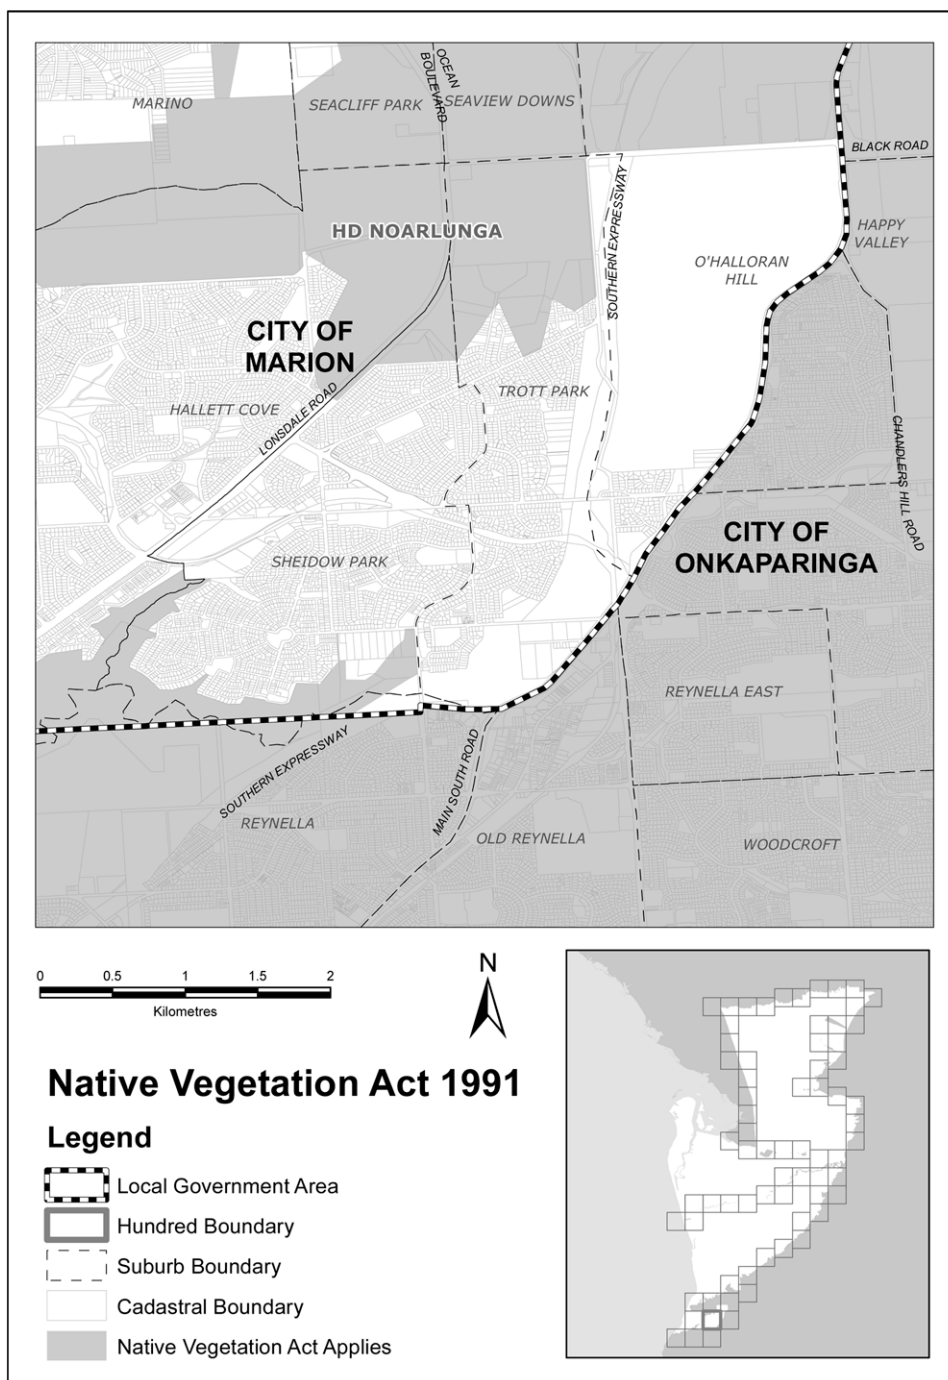 MARINO
SEACLIFF PARK
OCEAN
BOULEVARD
SEAVIEW DOWNS
BLACK ROAD
SOUTHERN EXPRESSWAY
HAPPY
VALLEY
HD NOARLUNGA
O'HALLORAN
HILL
CITY OF
MARION
TROTT PARK
HALLETT COVE
LONSDALE ROAD
CHANDLERS HILL ROAD
CITY OF
ONKAPARINGA
SHEIDOW PARK
REYNELLA EAST
SOUTHERN EXPRESSWAY
MAIN SOUTH ROAD
REYNELLA
OLD REYNELLA
WOODCROFT
0 0.5 1 1.5 2
Kilometres
N
Native Vegetation Act 1991
Legend
Local Government Area
Hundred Boundary
Suburb Boundary
Cadastral Boundary
Native Vegetation Act Applies